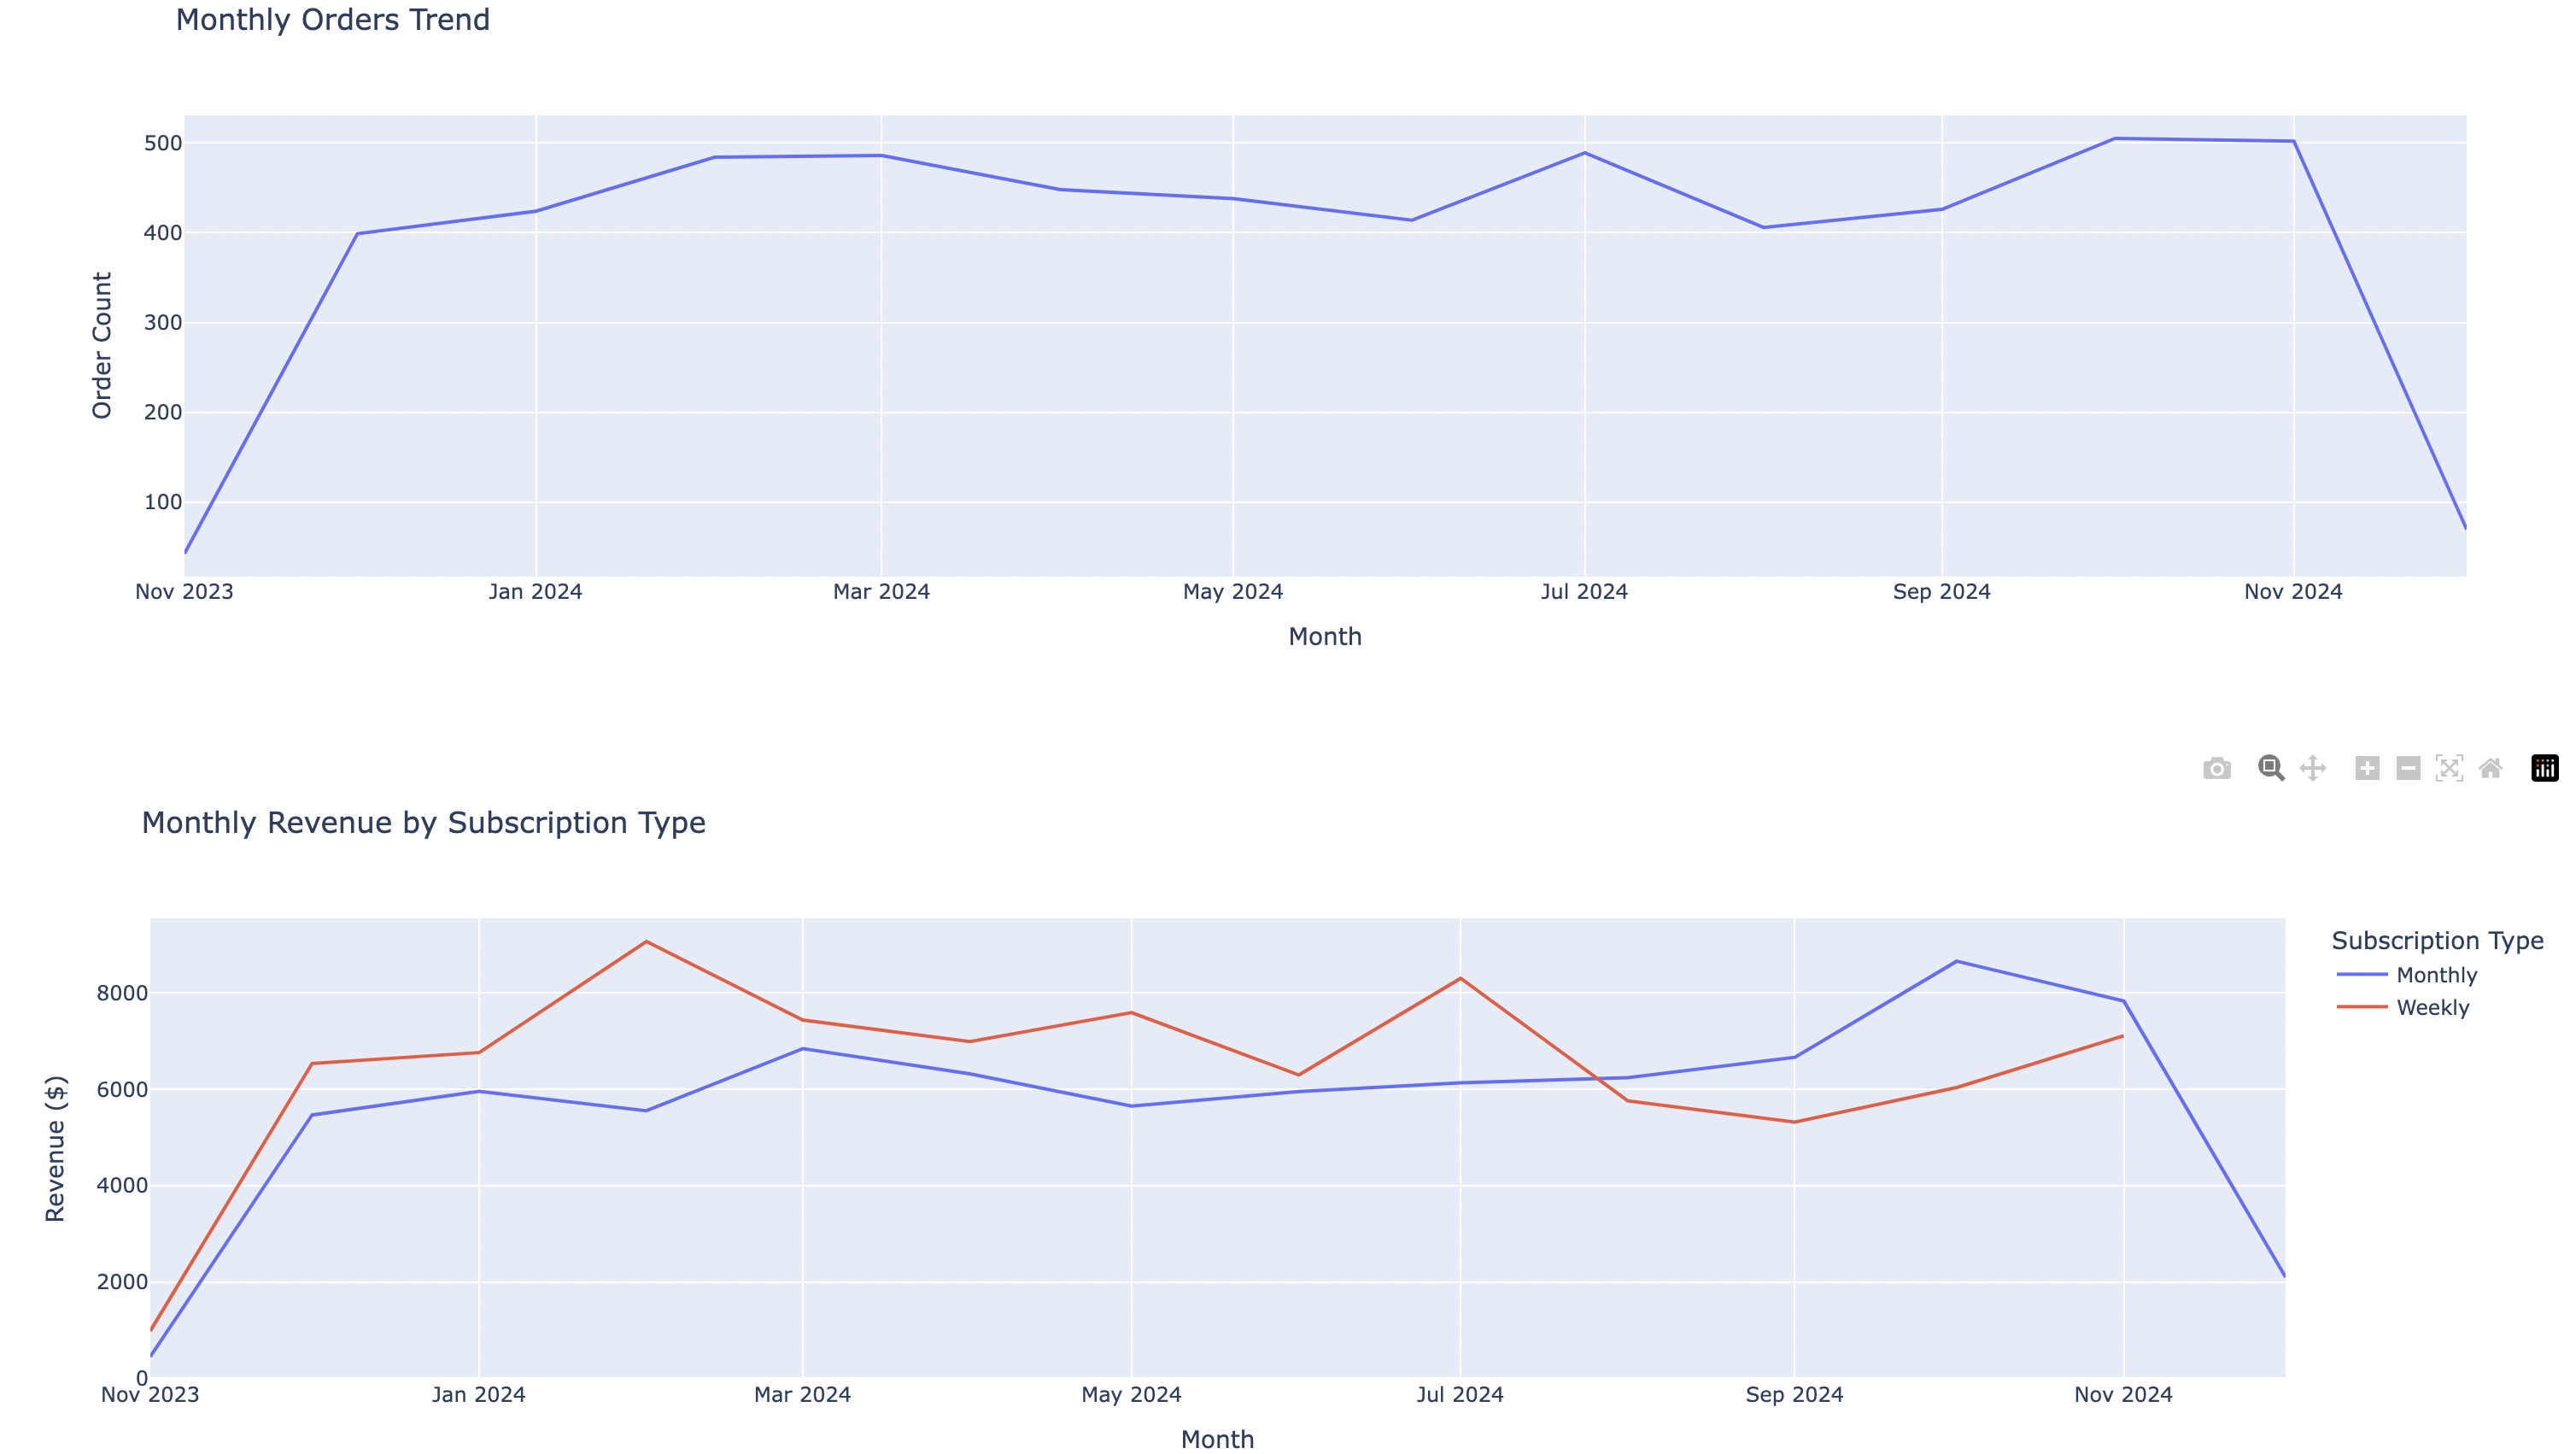 Monthly Orders Trend
500
400
300
200
100
Order Count
Nov 2023 Jan 2024 Mar 2024 May 2024 Jul 2024 Sep 2024 Nov 2024
Month
Monthly Revenue by Subscription Type
Subscription Type
Monthly
Weekly
8000
6000
4000
2000
0
Revenue ($)
Nov 2023 Jan 2024 Mar 2024 May 2024 Jul 2024 Sep 2024 Nov 2024
Month